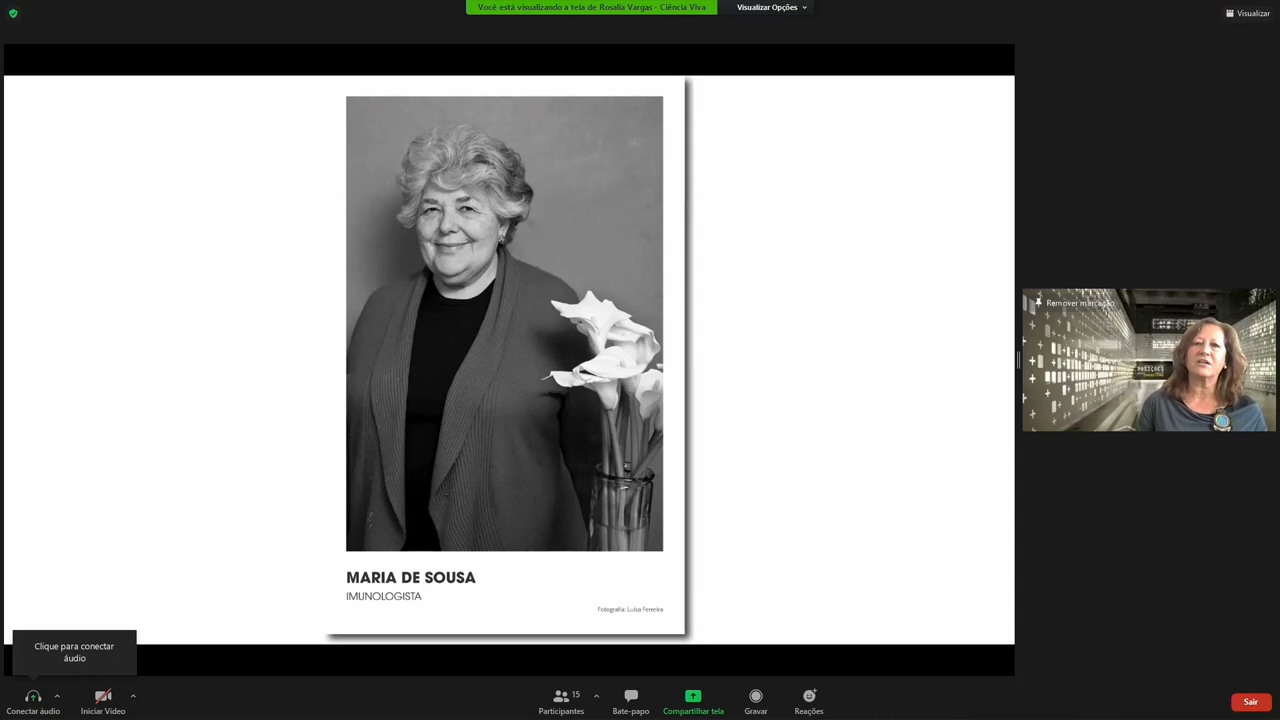 Você está visualizando a tela de Rosalia Vargas - Ciência Viva
Visualizar Opções
Visualizar
Remover marcação
MARIA DE SOUSA
IMUNOLOGISTA
Fotografia: Luísa Ferreira
Clique para conectar
áudio
Conectar áudio
Iniciar Vídeo
Participantes
15
Bate-papo
Compartilhar tela
Gravar
Reações
Sair